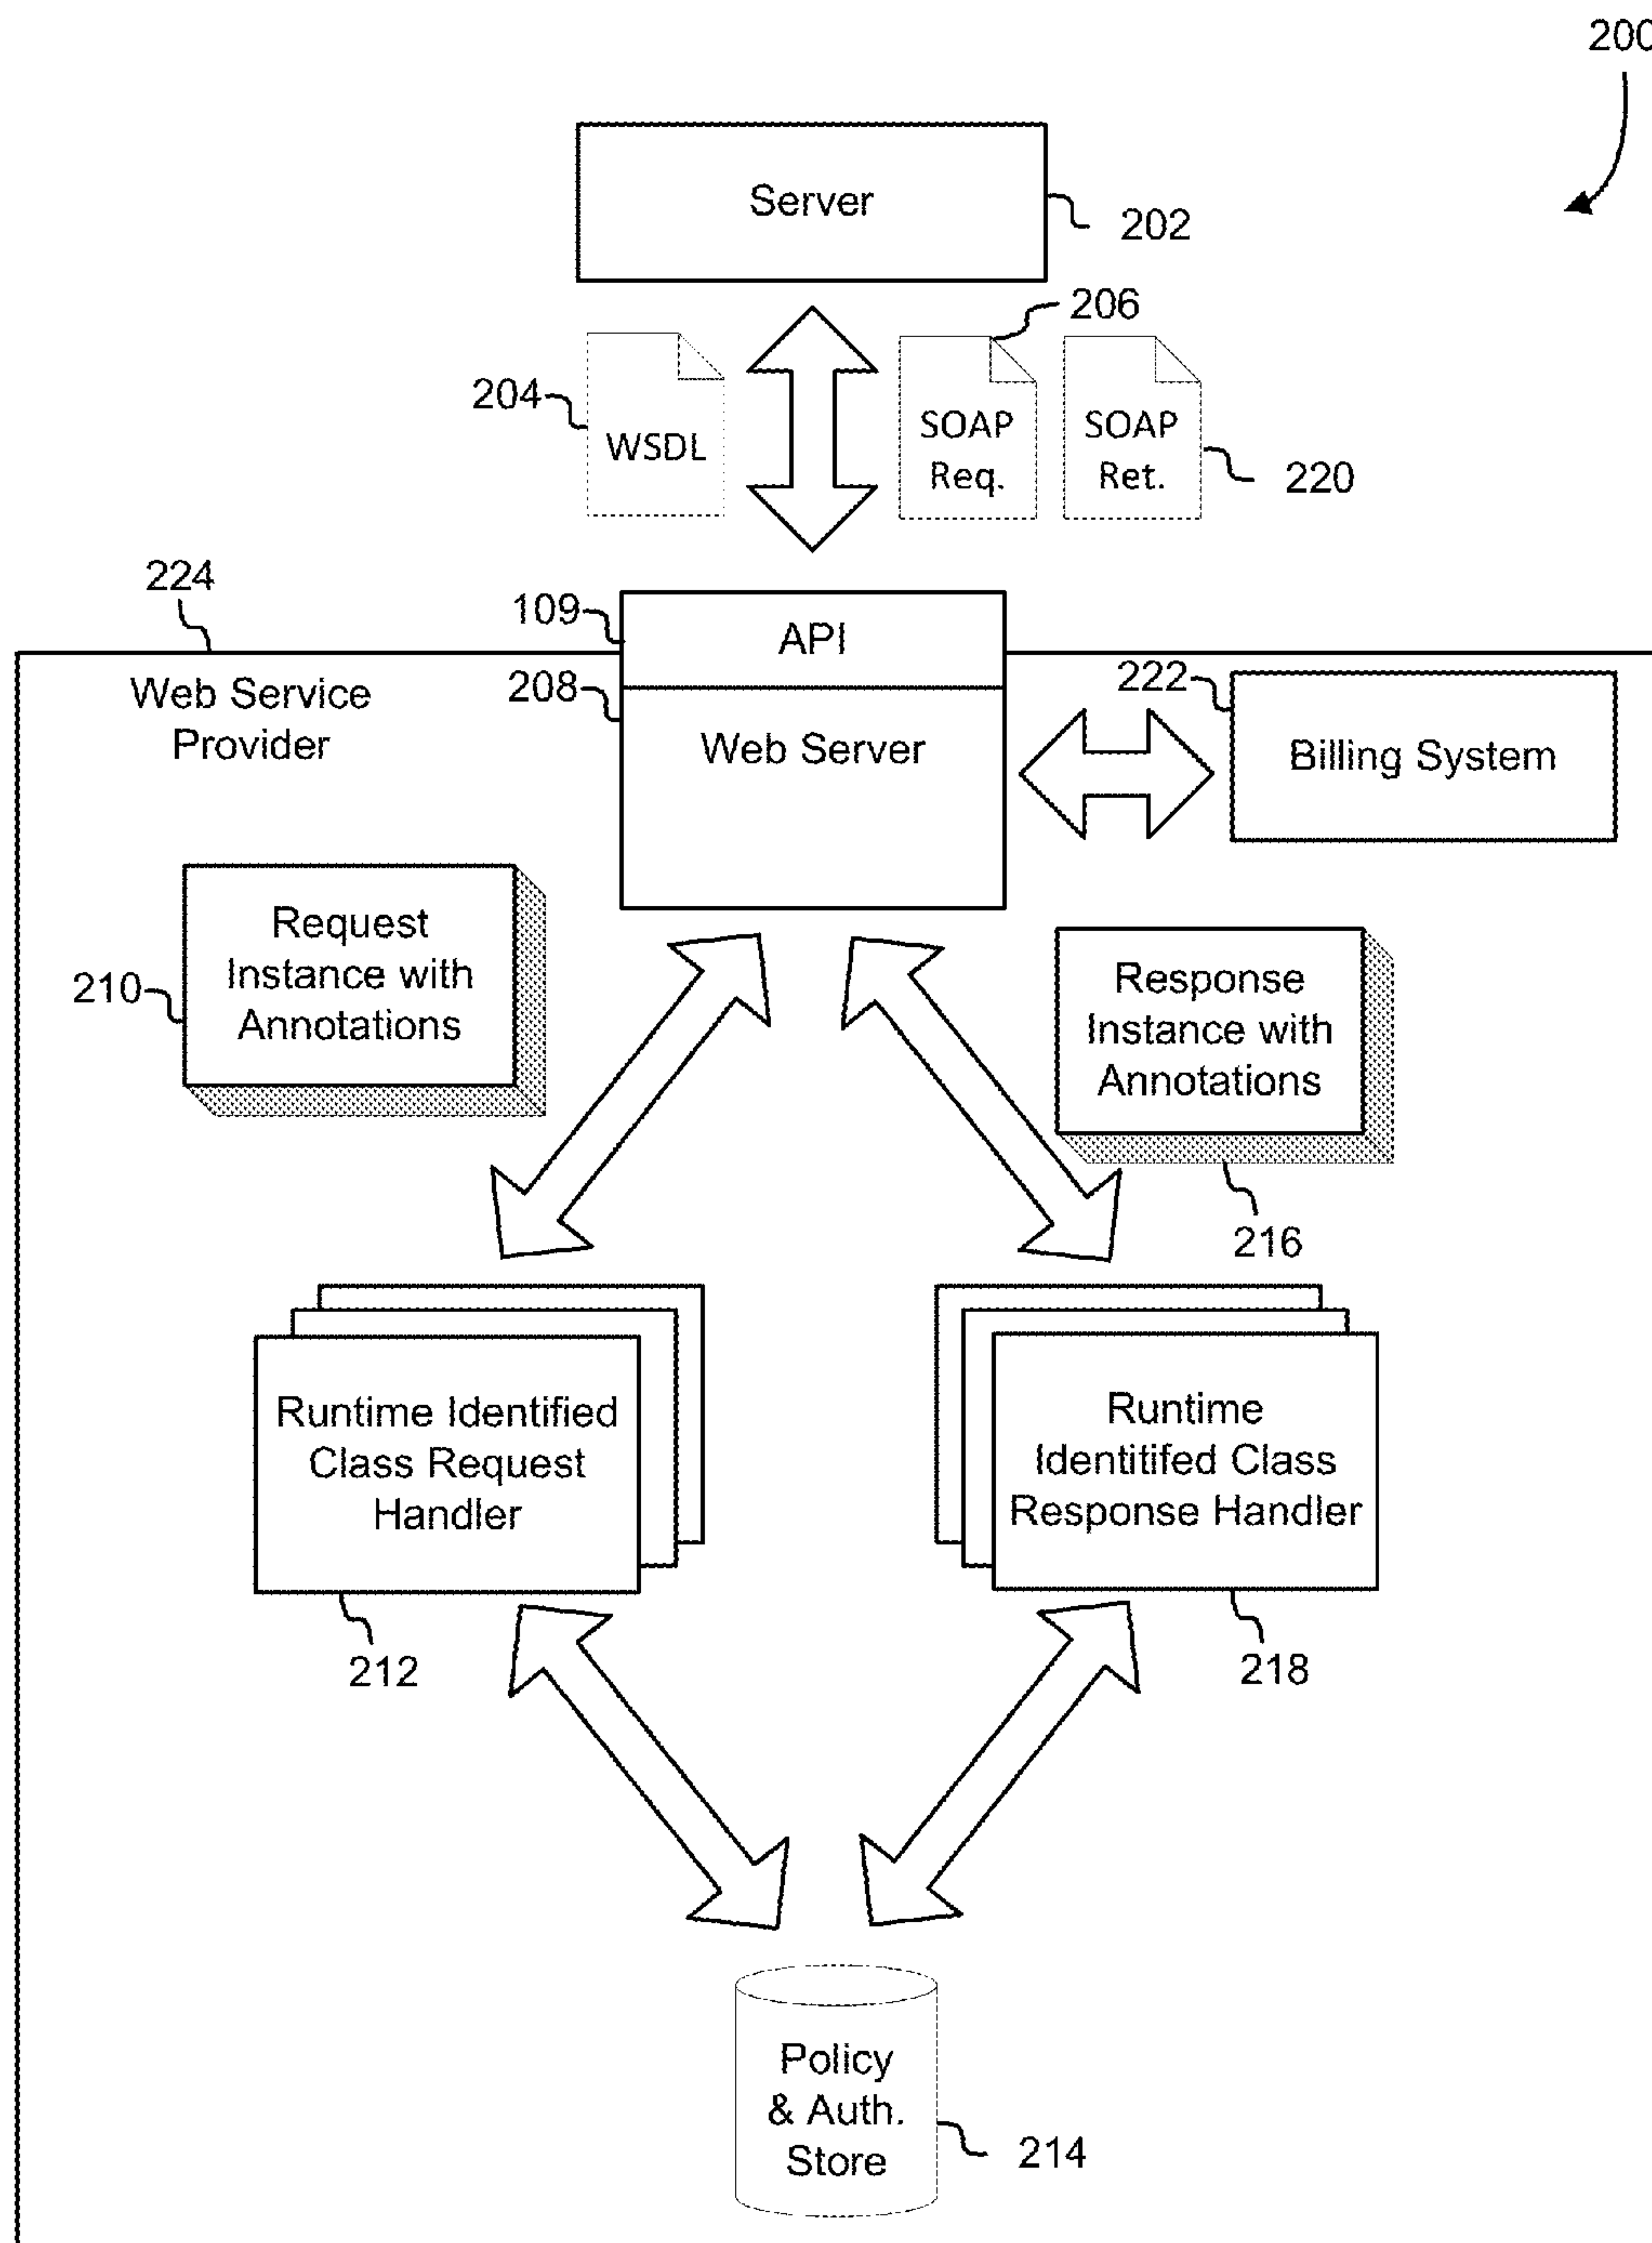 200
Server
202
206
204
WSDL
SOAP
Req.
SOAP
Ret.
220
224
109
API
Web Service
Provider
208
Web Server
222
Billing System
210
Request
Instance with
Annotations
Response
Instance with
Annotations
216
Runtime Identified
Class Request
Handler
212
Runtime
Identitifed Class
Response Handler
218
Policy
& Auth.
Store
214